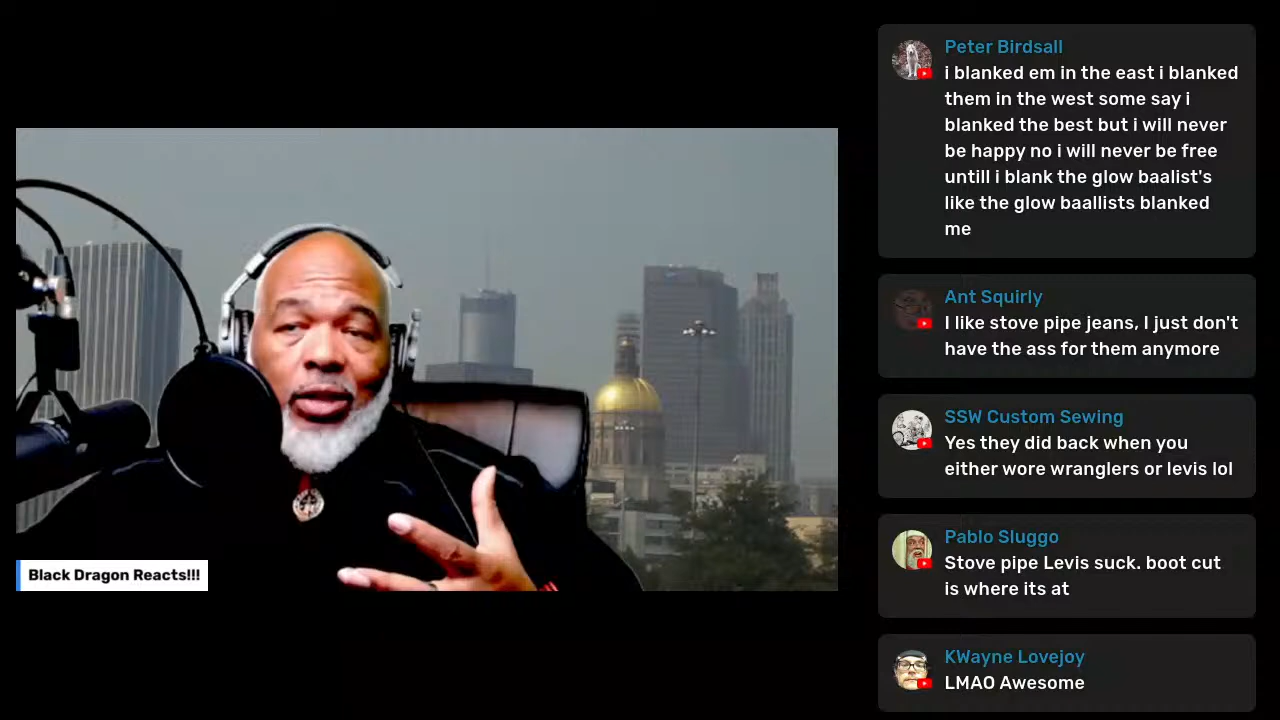 Peter Birdsall
i blanked em in the east i blanked
them in the west some say i
blanked the best but i will never
be happy no i will never be free
untill i blank the glow baalist's
like the glow baallists blanked
me
Ant Squirly
I like stove pipe jeans, I just don't
have the ass for them anymore
SSW Custom Sewing
Yes they did back when you
either wore wranglers or levis lol
Pablo Sluggo
Stove pipe Levis suck. boot cut
is where its at
Black Dragon Reacts!!!
KWayne Lovejoy
LMAO Awesome